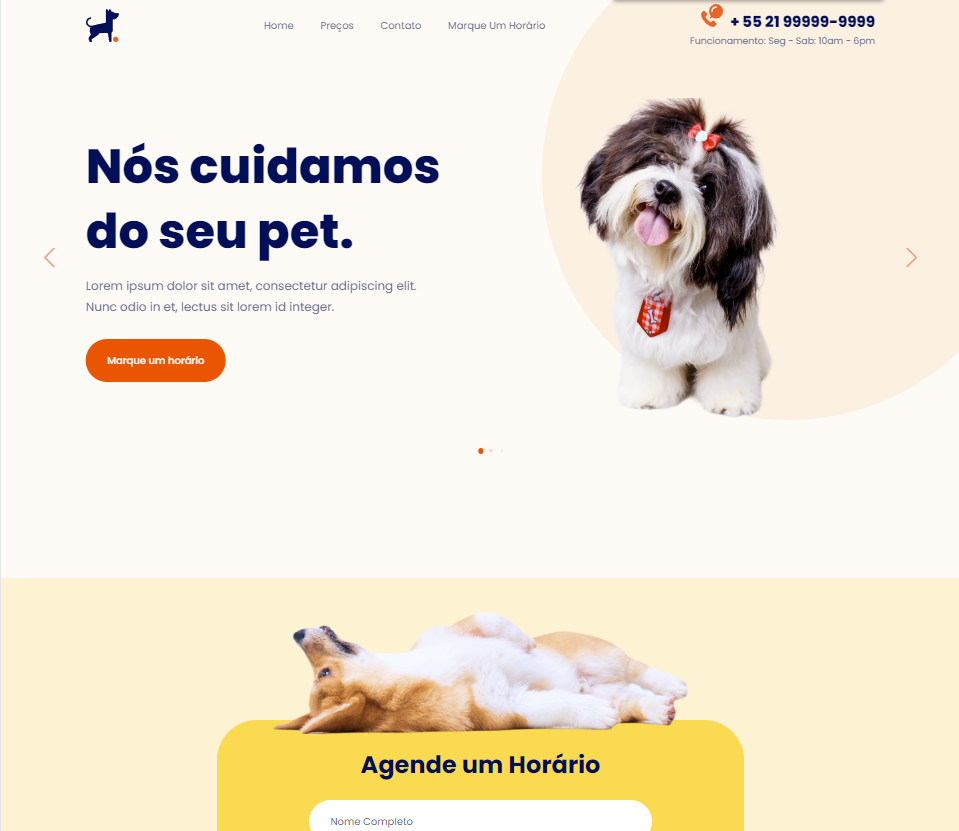 Home Preços Contato Marque Um Horário
+ 55 21 99999-9999
Funcionamento: Seg - Sab: 10am - 6pm
Nós cuidamos
do seu pet.
Lorem ipsum dolor sit amet, consectetur adipiscing elit.
Nunc odio in et, lectus sit lorem id integer.
Marque um horário
Agende um Horário
Nome Completo